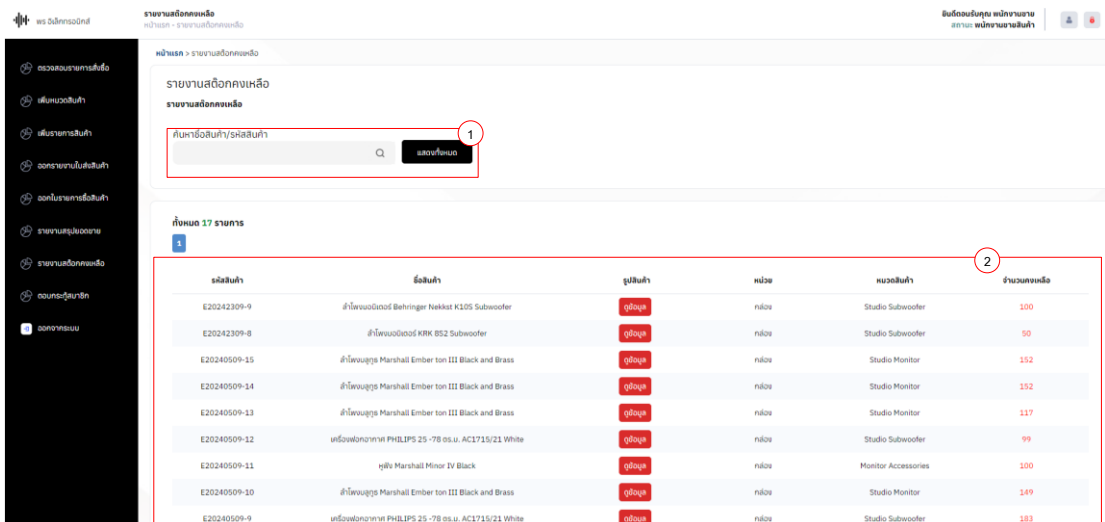 พร อิเล็กทรอนิกส์
รายงานสต็อกคงเหลือ
หน้าแรก - รายงานสต็อกคงเหลือ
ยินดีตอนรับคุณ พนักงานขาย
สถานะ พนักงานขายสินค้า
ตรวจสอบรายการสั่งซื้อ
เพิ่มหมวดสินค้า
เพิ่มรายการสินค้า
ออกรายงานใบส่งสินค้า
ออกใบรายการซื้อสินค้า
รายงานสรุปยอดขาย
รายงานสต็อกคงเหลือ
ตอบกระทู้สมาชิก
ออกจากระบบ
หน้าแรก > รายงานสต็อกคงเหลือ
รายงานสต๊อกคงเหลือ
รายงานสต็อกคงเหลือ
ค้นหาชื่อสินค้า/รหัสสินค้า
1
แสดงทั้งหมด
ทั้งหมด 17 รายการ
1
2
รหัสสินค้า ชื่อสินค้า รูปสินค้า หน่วย หมวดสินค้า จำนวนคงเหลือ
E20242309-9 ลำโพงมอนิเตอร์ Behringer Nekkst K10S Subwoofer ดูข้อมูล กล่อง Studio Subwoofer 100
E20242309-8 ลำโพงมอนิเตอร์ KRK 8S2 Subwoofer ดูข้อมูล กล่อง Studio Subwoofer 50
E20240509-15 ลำโพงบลูทูธ Marshall Ember ton III Black and Brass ดูข้อมูล กล่อง Studio Monitor 152
E20240509-14 ลำโพงบลูทูธ Marshall Ember ton III Black and Brass ดูข้อมูล กล่อง Studio Monitor 152
E20240509-13 ลำโพงบลูทูธ Marshall Ember ton III Black and Brass ดูข้อมูล กล่อง Studio Monitor 117
E20240509-12 เครื่องฟอกอากาศ PHILIPS 25 -78 ตร.ม. AC1715/21 White ดูข้อมูล กล่อง Studio Subwoofer 99
E20240509-11 หูฟัง Marshall Minor IV Black ดูข้อมูล กล่อง Monitor Accessories 100
E20240509-10 ลำโพงบลูทูธ Marshall Ember ton III Black and Brass ดูข้อมูล กล่อง Studio Monitor 149
E20240509-9 เครื่องฟอกอากาศ PHILIPS 25 -78 ตร.ม. AC1715/21 White ดูข้อมูล กล่อง Studio Subwoofer 183